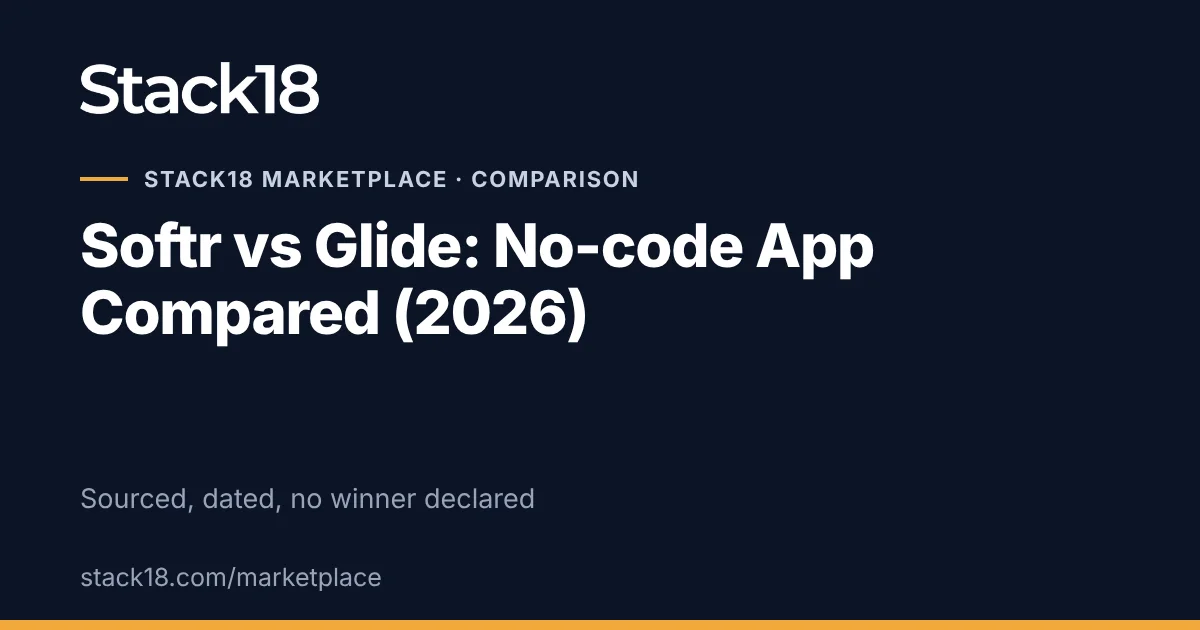 Stack18
STACK18 MARKETPLACE · COMPARISON
Softr vs Glide: No-code App
Compared (2026)
Sourced, dated, no winner declared
stack18.com/marketplace